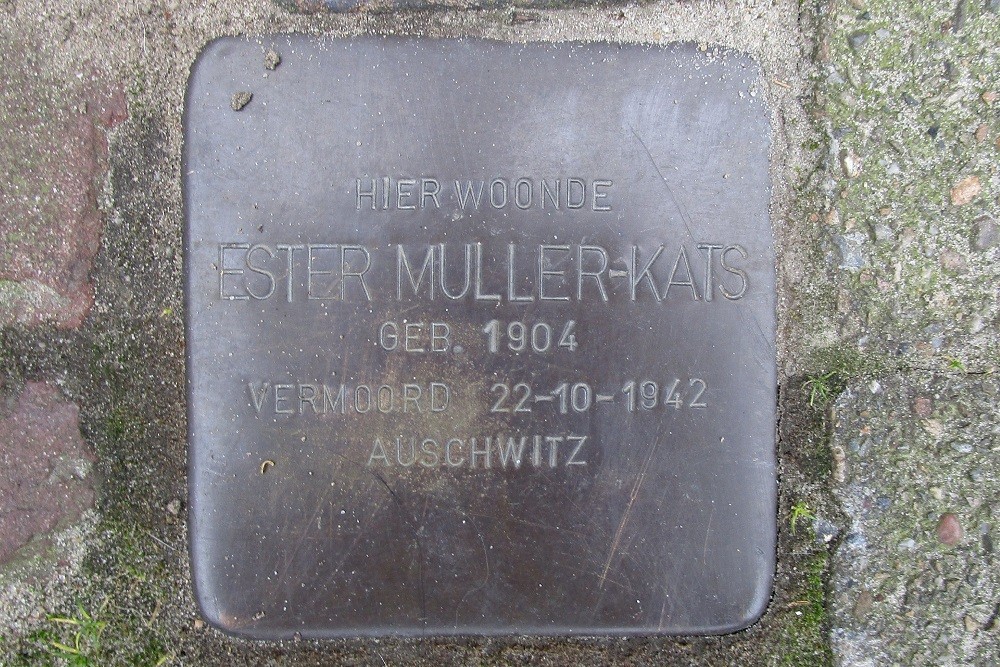 HIER WOONDE
ESTER MULLER-KATS
GEB. 1904
VERMOORD 22-10-1942
AUSCHWITZ